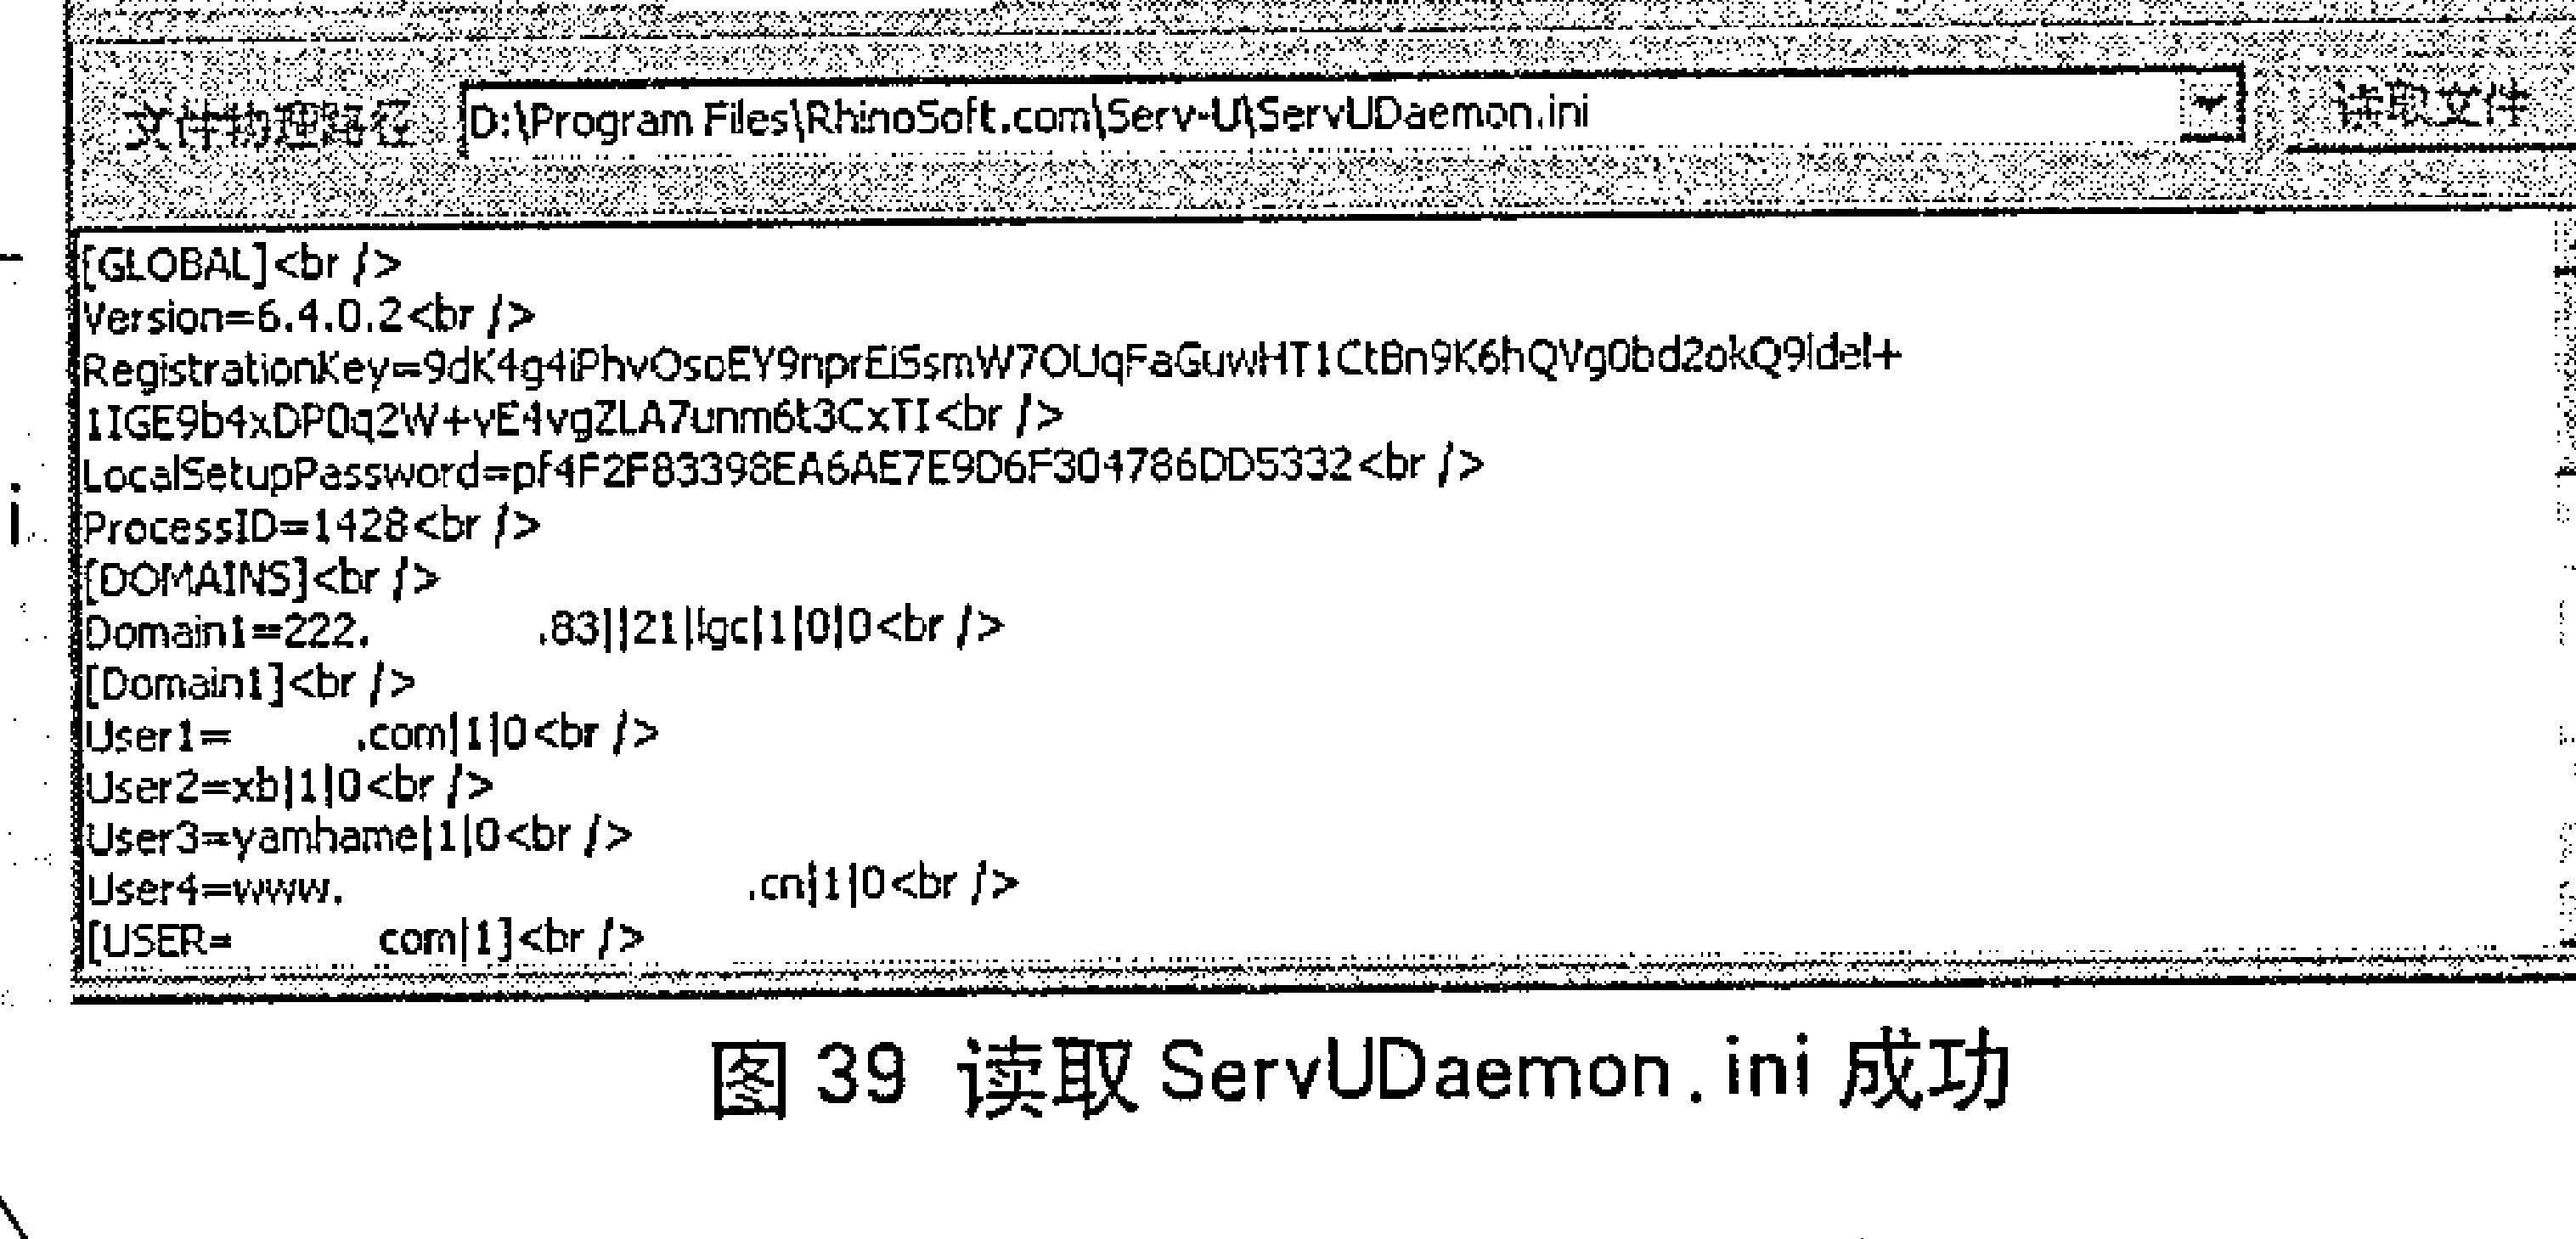 文件物理路径 D:\Program Files\RhinoSoft.com\Serv-U\ServUDaemon.ini 读取文件
[GLOBAL]<br />
Version=6.4.0.2<br />
RegistrationKey=9dK4g4iPhvOsoEY9nprEiSsmW7OUqFaGuwHT1CtBn9K6hQVg0bd2okQ9ldel+
1IGE9b4xDP0q2W+vE4vgZLA7unm6t3CxTI<br />
LocalSetupPassword=pf4F2F83398EA6AE7E9D6F304786DD5332<br />
ProcessID=1428<br />
[DOMAINS]<br />
Domain1=222. .83||21|lgc|1|0|0<br />
[Domain1]<br />
User1= .com|1|0<br />
User2=xb|1|0<br />
User3=yamhame|1|0<br />
User4=www. .cn|1|0<br />
[USER= com|1]<br />
图 39 读取 ServUDaemon.ini 成功